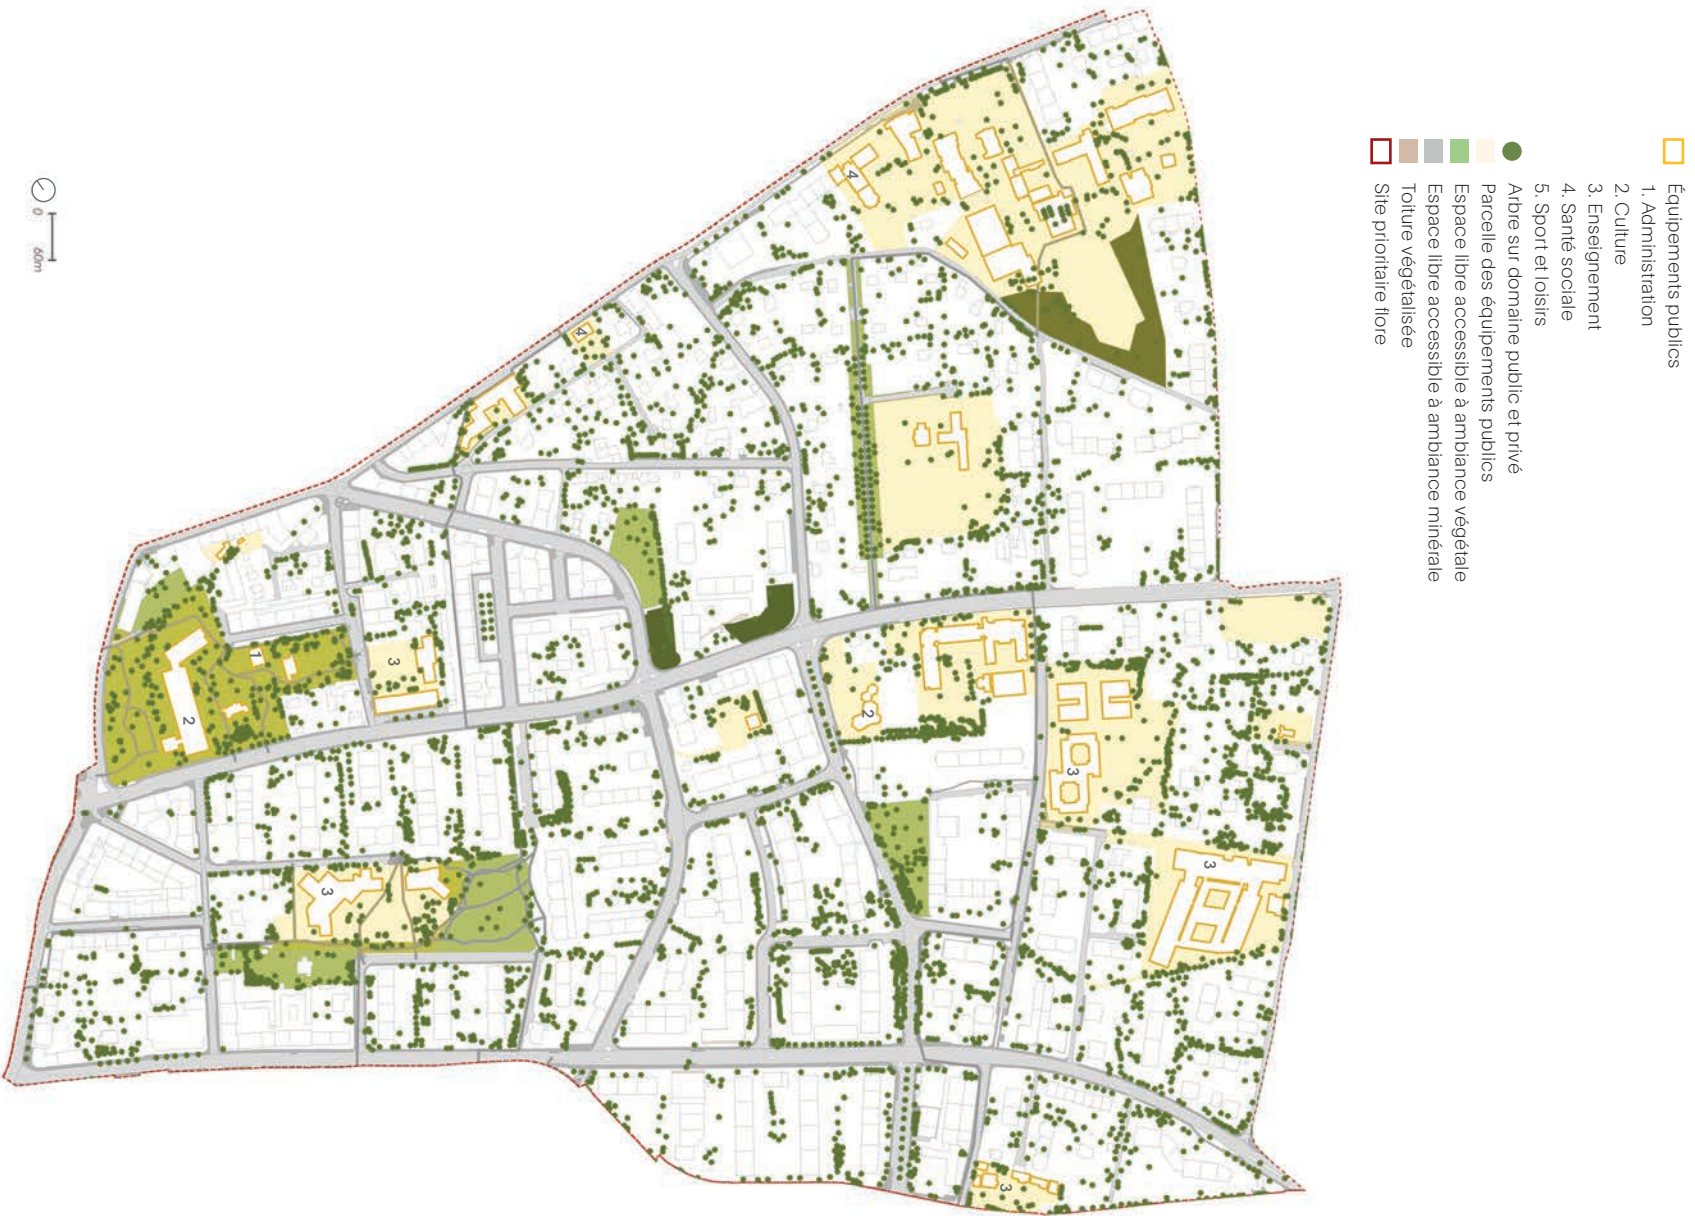 Équipements publics
1. Administration
2. Culture
3. Enseignement
4. Santé sociale
5. Sport et loisirs
Arbre sur domaine public et privé
Parcelle des équipements publics
Espace libre accessible à ambiance végétale
Espace libre accessible à ambiance minérale
Toiture végétalisée
Site prioritaire flore
0 60m
4
4
3
1
2
2
3
3
3
3